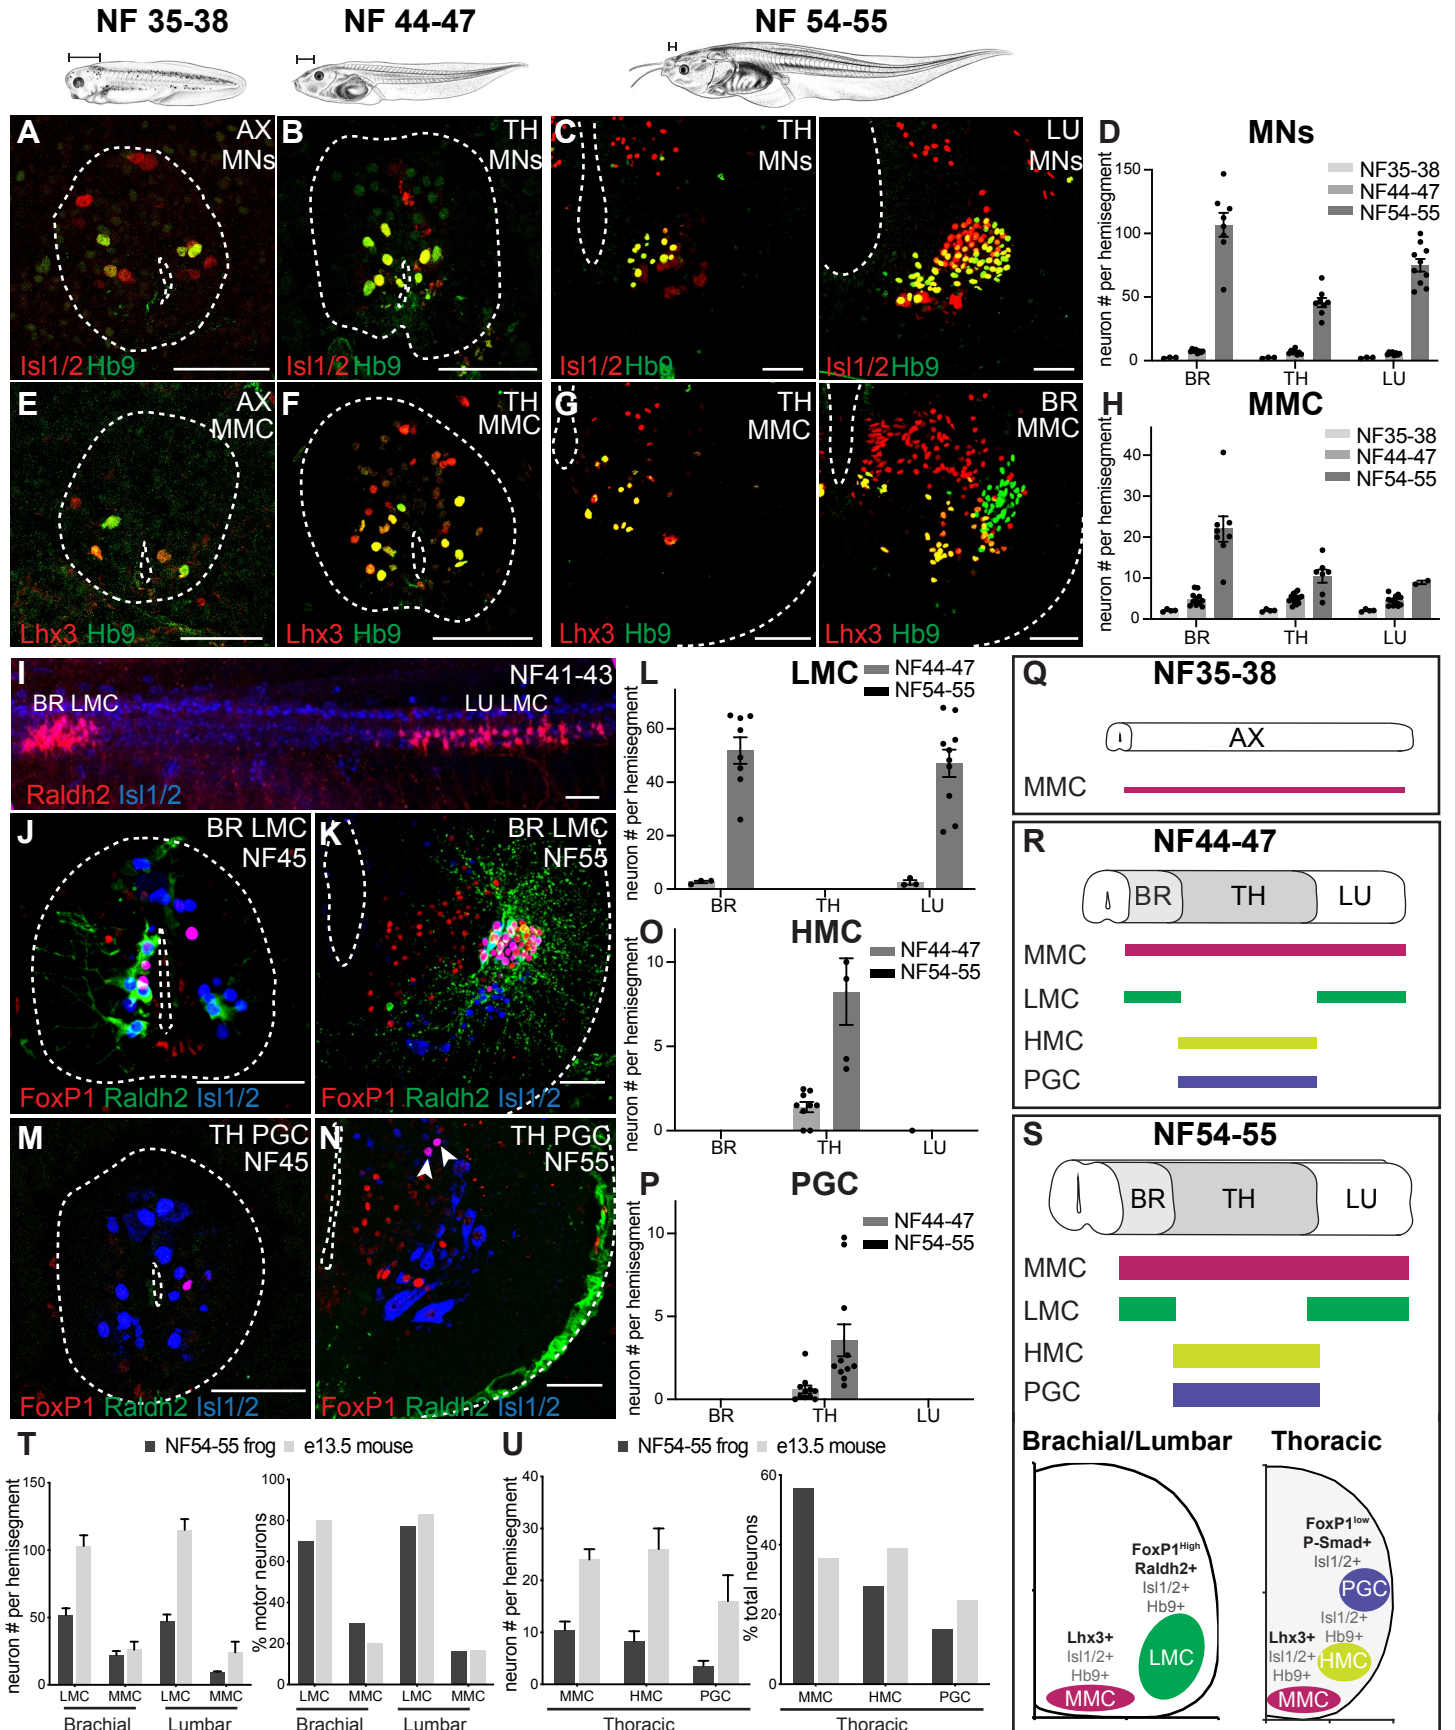 NF 35-38
NF 44-47
NF 54-55
A
AX
MNs
Isl1/2 Hb9
B
TH
MNs
Isl1/2 Hb9
C
TH
MNs
Isl1/2 Hb9
LU
MNs
Isl1/2 Hb9
D
MNs
NF35-38
NF44-47
NF54-55
neuron # per hemisegment
150
100
50
0
BR
TH
LU
E
AX
MMC
Lhx3 Hb9
F
TH
MMC
Lhx3 Hb9
G
TH
MMC
BR
MMC
Lhx3 Hb9
H
MMC
NF35-38
NF44-47
NF54-55
neuron # per hemisegment
40
30
20
10
0
BR
TH
LU
I
NF41-43
BR LMC
LU LMC
Raldh2 Isl1/2
J
BR LMC
NF45
FoxP1 Raldh2 Isl1/2
K
BR LMC
NF55
FoxP1 Raldh2 Isl1/2
L
LMC
NF44-47
NF54-55
neuron # per hemisegment
60
40
20
0
BR
TH
LU
M
TH PGC
NF45
FoxP1 Raldh2 Isl1/2
N
TH PGC
NF55
FoxP1 Raldh2 Isl1/2
O
HMC
NF44-47
NF54-55
neuron # per hemisegment
10
5
0
BR
TH
LU
P
PGC
NF44-47
NF54-55
neuron # per hemisegment
10
5
0
BR
TH
LU
Q
NF35-38
AX
MMC
R
NF44-47
BR
TH
LU
MMC
LMC
HMC
PGC
S
NF54-55
BR
TH
LU
MMC
LMC
HMC
PGC
Brachial/Lumbar
FoxP1High
Raldh2+
Isl1/2+
Hb9+
LMC
Lhx3+
Isl1/2+
Hb9+
MMC
Thoracic
FoxP1low
P-Smad+
Isl1/2+
PGC
Isl1/2+
Hb9+
HMC
Lhx3+
Isl1/2+
Hb9+
MMC
T
NF54-55 frog
e13.5 mouse
neuron # per hemisegment
150
100
50
0
LMC
MMC
LMC
MMC
Brachial
Lumbar
% motor neurons
100
80
60
40
20
0
LMC
MMC
LMC
MMC
Brachial
Lumbar
U
NF54-55 frog
e13.5 mouse
neuron # per hemisegment
40
30
20
10
0
MMC
HMC
PGC
Thoracic
% total neurons
60
40
20
0
MMC
HMC
PGC
Thoracic